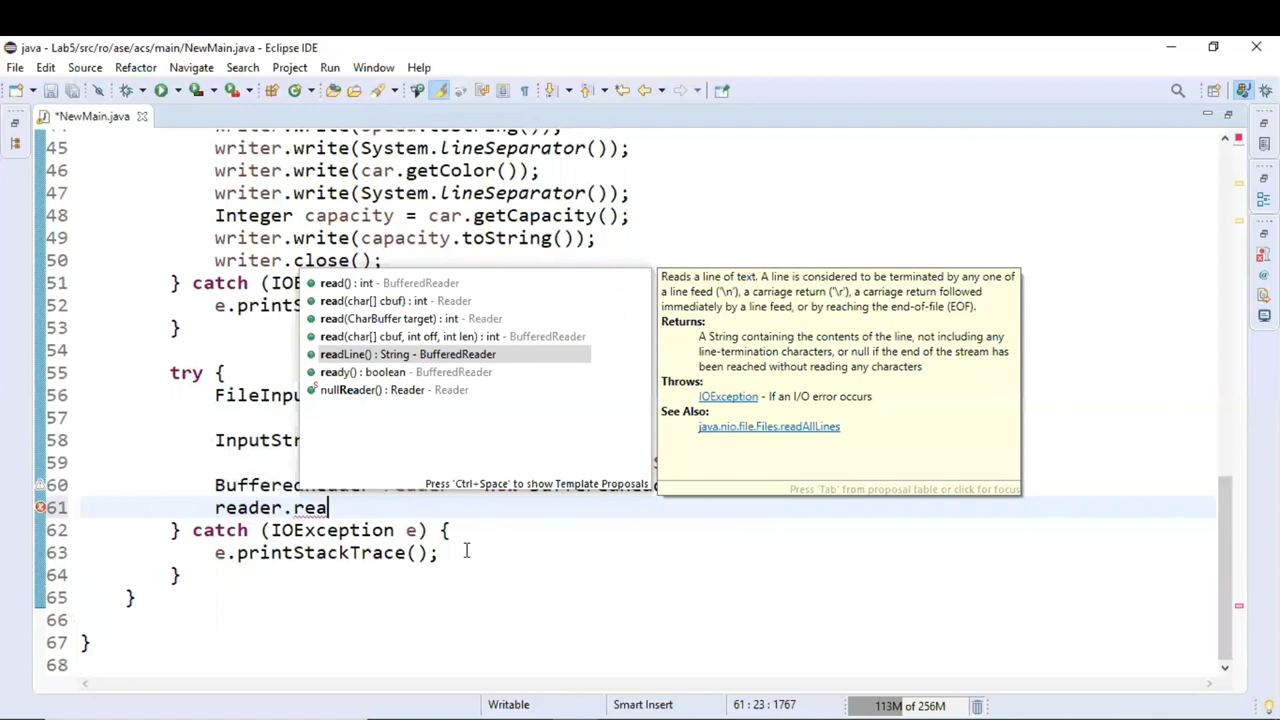 java - Lab5/src/ro/ase/acs/main/NewMain.java - Eclipse IDE
File Edit Source Refactor Navigate Search Project Run Window Help
*NewMain.java
45 writer.write(System.lineSeparator());
46 writer.write(car.getColor());
47 writer.write(System.lineSeparator());
48 Integer capacity = car.getCapacity();
49 writer.write(capacity.toString());
50 writer.close();
51 } catch (IOE
52 e.printS
53 }
54
55 try {
56 FileInpu
57
58 InputStr
59
60 Buffered
61 reader.rea
62 } catch (IOException e) {
63 e.printStackTrace();
64 }
65 }
66
67 }
68
read() : int - BufferedReader
read(char[] cbuf) : int - Reader
read(CharBuffer target) : int - Reader
read(char[] cbuf, int off, int len) : int - BufferedReader
readLine() : String - BufferedReader
ready() : boolean - BufferedReader
nullReader() : Reader - Reader
Press 'Ctrl+Space' to show Template Proposals
Reads a line of text. A line is considered to be terminated by any one of
a line feed ('\n'), a carriage return ('\r'), a carriage return followed
immediately by a line feed, or by reaching the end-of-file (EOF).
Returns:
A String containing the contents of the line, not including any
line-termination characters, or null if the end of the stream has
been reached without reading any characters
Throws:
IOException - If an I/O error occurs
See Also:
java.nio.file.Files.readAllLines
Press 'Tab' from proposal table or click for focus
Writable Smart Insert 61 : 23 : 1767 113M of 256M